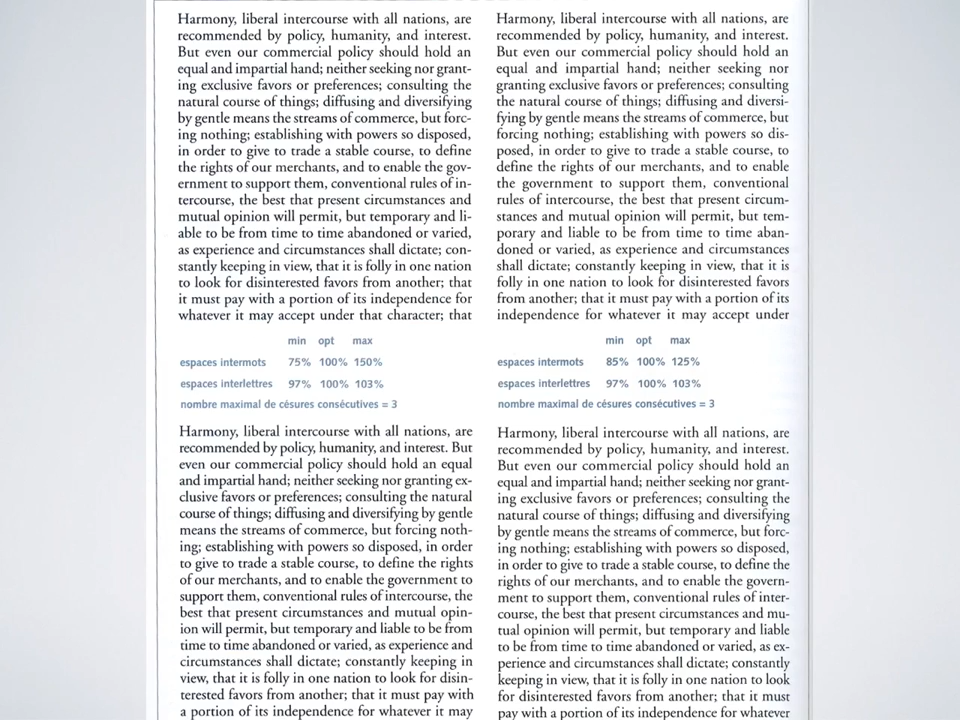 Harmony, liberal intercourse with all nations, are
recommended by policy, humanity, and interest.
But even our commercial policy should hold an
equal and impartial hand; neither seeking nor grant-
ing exclusive favors or preferences; consulting the
natural course of things; diffusing and diversifying
by gentle means the streams of commerce, but forc-
ing nothing; establishing with powers so disposed,
in order to give to trade a stable course, to define
the rights of our merchants, and to enable the gov-
ernment to support them, conventional rules of in-
tercourse, the best that present circumstances and
mutual opinion will permit, but temporary and li-
able to be from time to time abandoned or varied,
as experience and circumstances shall dictate; con-
stantly keeping in view, that it is folly in one nation
to look for disinterested favors from another; that
it must pay with a portion of its independence for
whatever it may accept under that character; that
min opt max
espaces intermots 75% 100% 150%
espaces interlettres 97% 100% 103%
nombre maximal de césures consécutives = 3
Harmony, liberal intercourse with all nations, are
recommended by policy, humanity, and interest. But
even our commercial policy should hold an equal
and impartial hand; neither seeking nor granting ex-
clusive favors or preferences; consulting the natural
course of things; diffusing and diversifying by gentle
means the streams of commerce, but forcing noth-
ing; establishing with powers so disposed, in order
to give to trade a stable course, to define the rights
of our merchants, and to enable the government to
support them, conventional rules of intercourse, the
best that present circumstances and mutual opin-
ion will permit, but temporary and liable to be from
time to time abandoned or varied, as experience and
circumstances shall dictate; constantly keeping in
view, that it is folly in one nation to look for disin-
terested favors from another; that it must pay with
a portion of its independence for whatever it may
Harmony, liberal intercourse with all nations, are
recommended by policy, humanity, and interest.
But even our commercial policy should hold an
equal and impartial hand; neither seeking nor
granting exclusive favors or preferences; consulting
the natural course of things; diffusing and diversi-
fying by gentle means the streams of commerce, but
forcing nothing; establishing with powers so dis-
posed, in order to give to trade a stable course, to
define the rights of our merchants, and to enable
the government to support them, conventional
rules of intercourse, the best that present circum-
stances and mutual opinion will permit, but tem-
porary and liable to be from time to time aban-
doned or varied, as experience and circumstances
shall dictate; constantly keeping in view, that it is
folly in one nation to look for disinterested favors
from another; that it must pay with a portion of its
independence for whatever it may accept under
min opt max
espaces intermots 85% 100% 125%
espaces interlettres 97% 100% 103%
nombre maximal de césures consécutives = 3
Harmony, liberal intercourse with all nations, are
recommended by policy, humanity, and interest.
But even our commercial policy should hold an
equal and impartial hand; neither seeking nor grant-
ing exclusive favors or preferences; consulting the
natural course of things; diffusing and diversifying
by gentle means the streams of commerce, but forc-
ing nothing; establishing with powers so disposed,
in order to give to trade a stable course, to define the
rights of our merchants, and to enable the govern-
ment to support them, conventional rules of inter-
course, the best that present circumstances and mu-
tual opinion will permit, but temporary and liable
to be from time to time abandoned or varied, as ex-
perience and circumstances shall dictate; constantly
keeping in view, that it is folly in one nation to look
for disinterested favors from another; that it must
pay with a portion of its independence for whatever